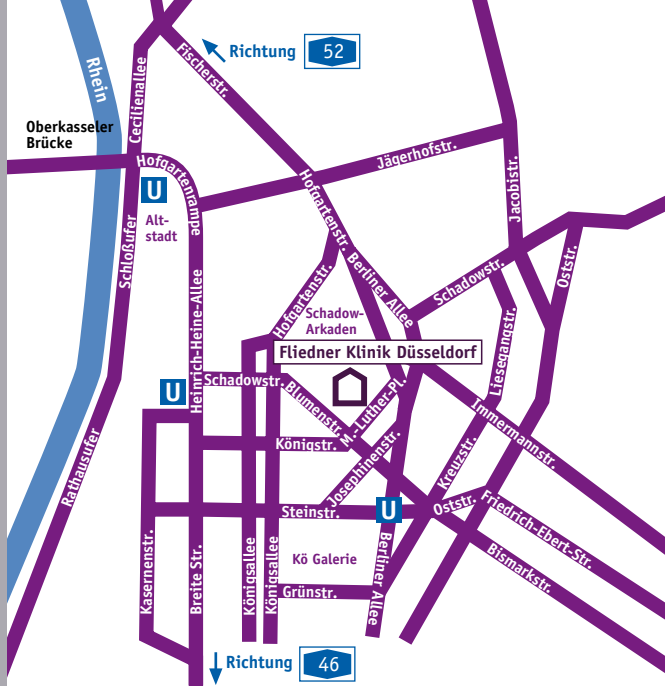 Richtung 52
Fischerstr.
Rhein
Cecilienallee
Oberkasseler
Brücke
Hofgartenrampe
Jägerhofstr.
U
Hofgartenstr.
Jacobistr.
Alt-
stadt
Schloßufer
Berliner Allee
Schadowstr.
Oststr.
Hofgartenstr.
Heinrich-Heine-Allee
Schadow-
Arkaden
Liesegangstr.
Fliedner Klinik Düsseldorf
U
Schadowstr.
Blumenstr.
M.-Luther-Pl.
Immermannstr.
Königstr.
Rathausufer
Josephinenstr.
Kreuzstr.
Steinstr.
U
Oststr.
Friedrich-Ebert-Str.
Kasernenstr.
Breite Str.
Königsallee
Königsallee
Kö Galerie
Berliner Allee
Bismarkstr.
Grünstr.
Richtung 46